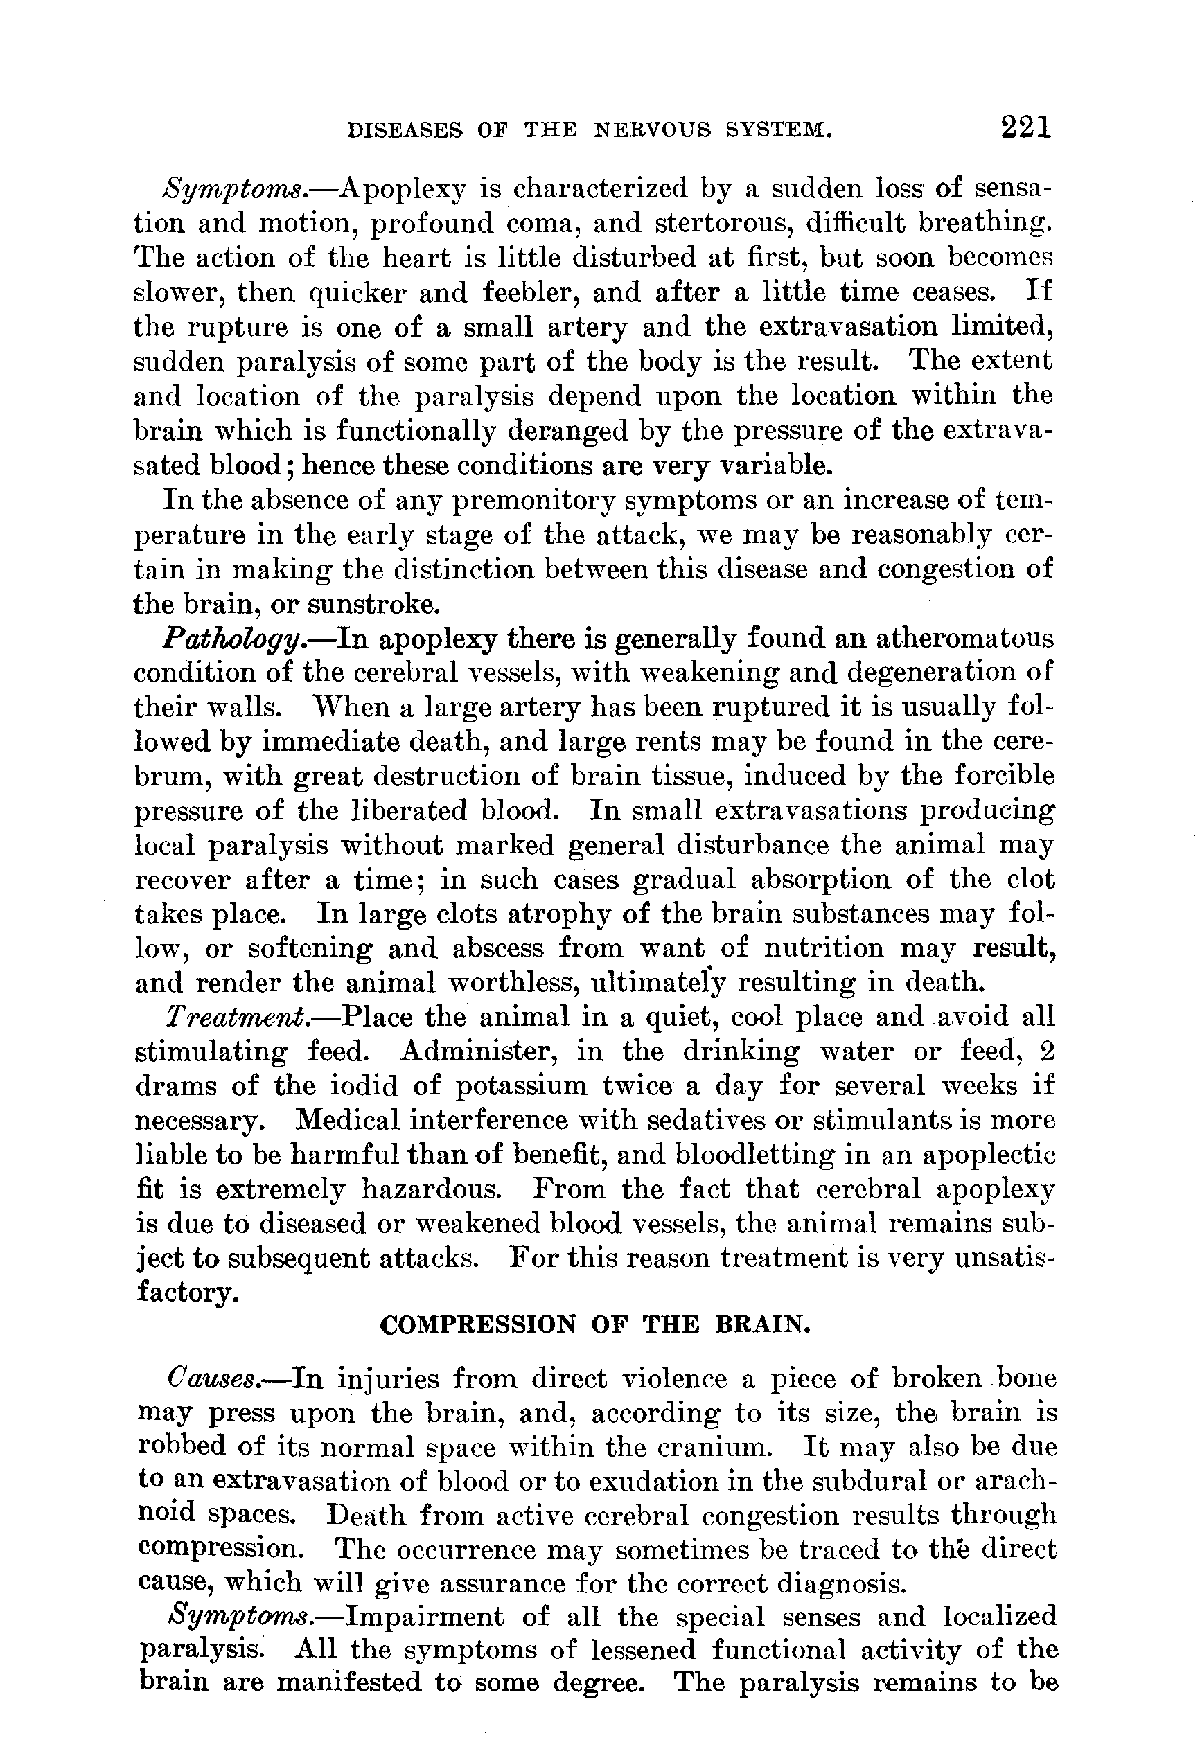 DISEASES OF THE NERVOUS SYSTEM. 221
Symptoms.—Apoplexy is characterized by a sudden loss of sensa-
tion and motion, profound coma, and stertorous, difficult breathing.
The action of the heart is little disturbed at first, but soon becomes
slower, then quicker and feebler, and after a little time ceases. If
the rupture is one of a small artery and the extravasation limited,
sudden paralysis of some part of the body is the result. The extent
and location of the paralysis depend upon the location within the
brain which is functionally deranged by the pressure of the extrava-
sated blood; hence these conditions are very variable.
In the absence of any premonitory symptoms or an increase of tem-
perature in the early stage of the attack, we may be reasonably cer-
tain in making the distinction between this disease and congestion of
the brain, or sunstroke.
Pathology.—In apoplexy there is generally found an atheromatous
condition of the cerebral vessels, with weakening and degeneration of
their walls. When a large artery has been ruptured it is usually fol-
lowed by immediate death, and large rents may be found in the cere-
brum, with great destruction of brain tissue, induced by the forcible
pressure of the liberated blood. In small extravasations producing
local paralysis without marked general disturbance the animal may
recover after a time; in such cases gradual absorption of the clot
takes place. In large clots atrophy of the brain substances may fol-
low, or softening and abscess from want of nutrition may result,
and render the animal worthless, ultimately resulting in death.
Treatment.—Place the animal in a quiet, cool place and avoid all
stimulating feed. Administer, in the drinking water or feed, 2
drams of the iodid of potassium twice a day for several weeks if
necessary. Medical interference with sedatives or stimulants is more
liable to be harmful than of benefit, and bloodletting in an apoplectic
fit is extremely hazardous. From the fact that cerebral apoplexy
is due to diseased or weakened blood vessels, the animal remains sub-
ject to subsequent attacks. For this reason treatment is very unsatis-
factory.
COMPRESSION OF THE BRAIN.
Causes.—In injuries from direct violence a piece of broken bone
may press upon the brain, and, according to its size, the brain is
robbed of its normal space within the cranium. It may also be due
to an extravasation of blood or to exudation in the subdural or arach-
noid spaces. Death from active cerebral congestion results through
compression. The occurrence may sometimes be traced to the direct
cause, which will give assurance for the correct diagnosis.
Symptoms.—Impairment of all the special senses and localized
paralysis. All the symptoms of lessened functional activity of the
brain are manifested to some degree. The paralysis remains to be